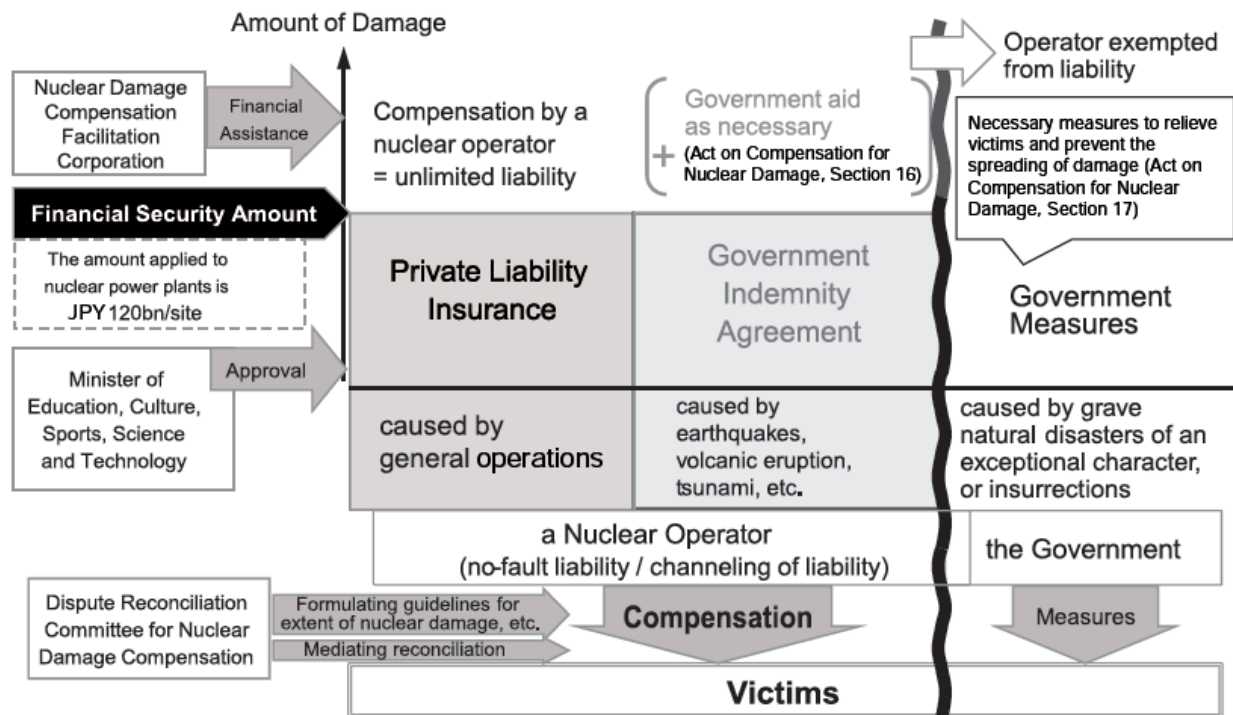 Amount of Damage
Nuclear Damage
Compensation
Facilitation
Corporation
Financial
Assistance
Compensation by a
nuclear operator
= unlimited liability
Government aid
as necessary
+ (Act on Compensation for
Nuclear Damage, Section 16)
Operator exempted
from liability
Necessary measures to relieve
victims and prevent the
spreading of damage (Act on
Compensation for Nuclear
Damage, Section 17)
Financial Security Amount
The amount applied to
nuclear power plants is
JPY 120bn/site
Private Liability
Insurance
Government
Indemnity
Agreement
Government
Measures
Minister of
Education, Culture,
Sports, Science
and Technology
Approval
caused by
general operations
caused by
earthquakes,
volcanic eruption,
tsunami, etc.
caused by grave
natural disasters of an
exceptional character,
or insurrections
a Nuclear Operator
(no-fault liability / channeling of liability)
the Government
Dispute Reconciliation
Committee for Nuclear
Damage Compensation
Formulating guidelines for
extent of nuclear damage, etc.
Mediating reconciliation
Compensation
Measures
Victims